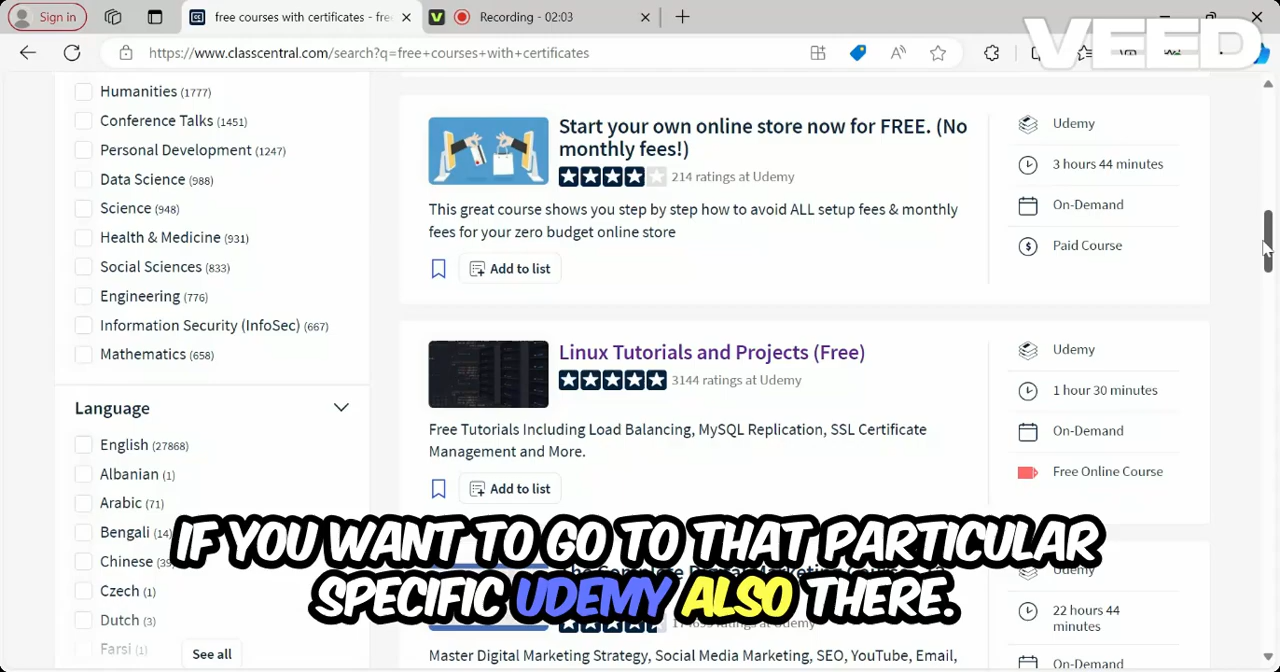 Sign in
free courses with certificates - fre
Recording - 02:03
https://www.classcentral.com/search?q=free+courses+with+certificates
VEED
Humanities (1777)
Conference Talks (1451)
Personal Development (1247)
Data Science (988)
Science (948)
Health & Medicine (931)
Social Sciences (833)
Engineering (776)
Information Security (InfoSec) (667)
Mathematics (658)
Language
English (27868)
Albanian (1)
Arabic (71)
Bengali (14)
Chinese (39
Czech (1)
Dutch (3)
Farsi (1)
See all
Start your own online store now for FREE. (No
monthly fees!)
214 ratings at Udemy
This great course shows you step by step how to avoid ALL setup fees & monthly
fees for your zero budget online store
Add to list
Udemy
3 hours 44 minutes
On-Demand
Paid Course
Linux Tutorials and Projects (Free)
3144 ratings at Udemy
Free Tutorials Including Load Balancing, MySQL Replication, SSL Certificate
Management and More.
Add to list
Udemy
1 hour 30 minutes
On-Demand
Free Online Course
IF YOU WANT TO GO TO THAT PARTICULAR
SPECIFIC UDEMY ALSO THERE.
Udemy
22 hours 44
minutes
On-Demand
Master Digital Marketing Strategy, Social Media Marketing, SEO, YouTube, Email,